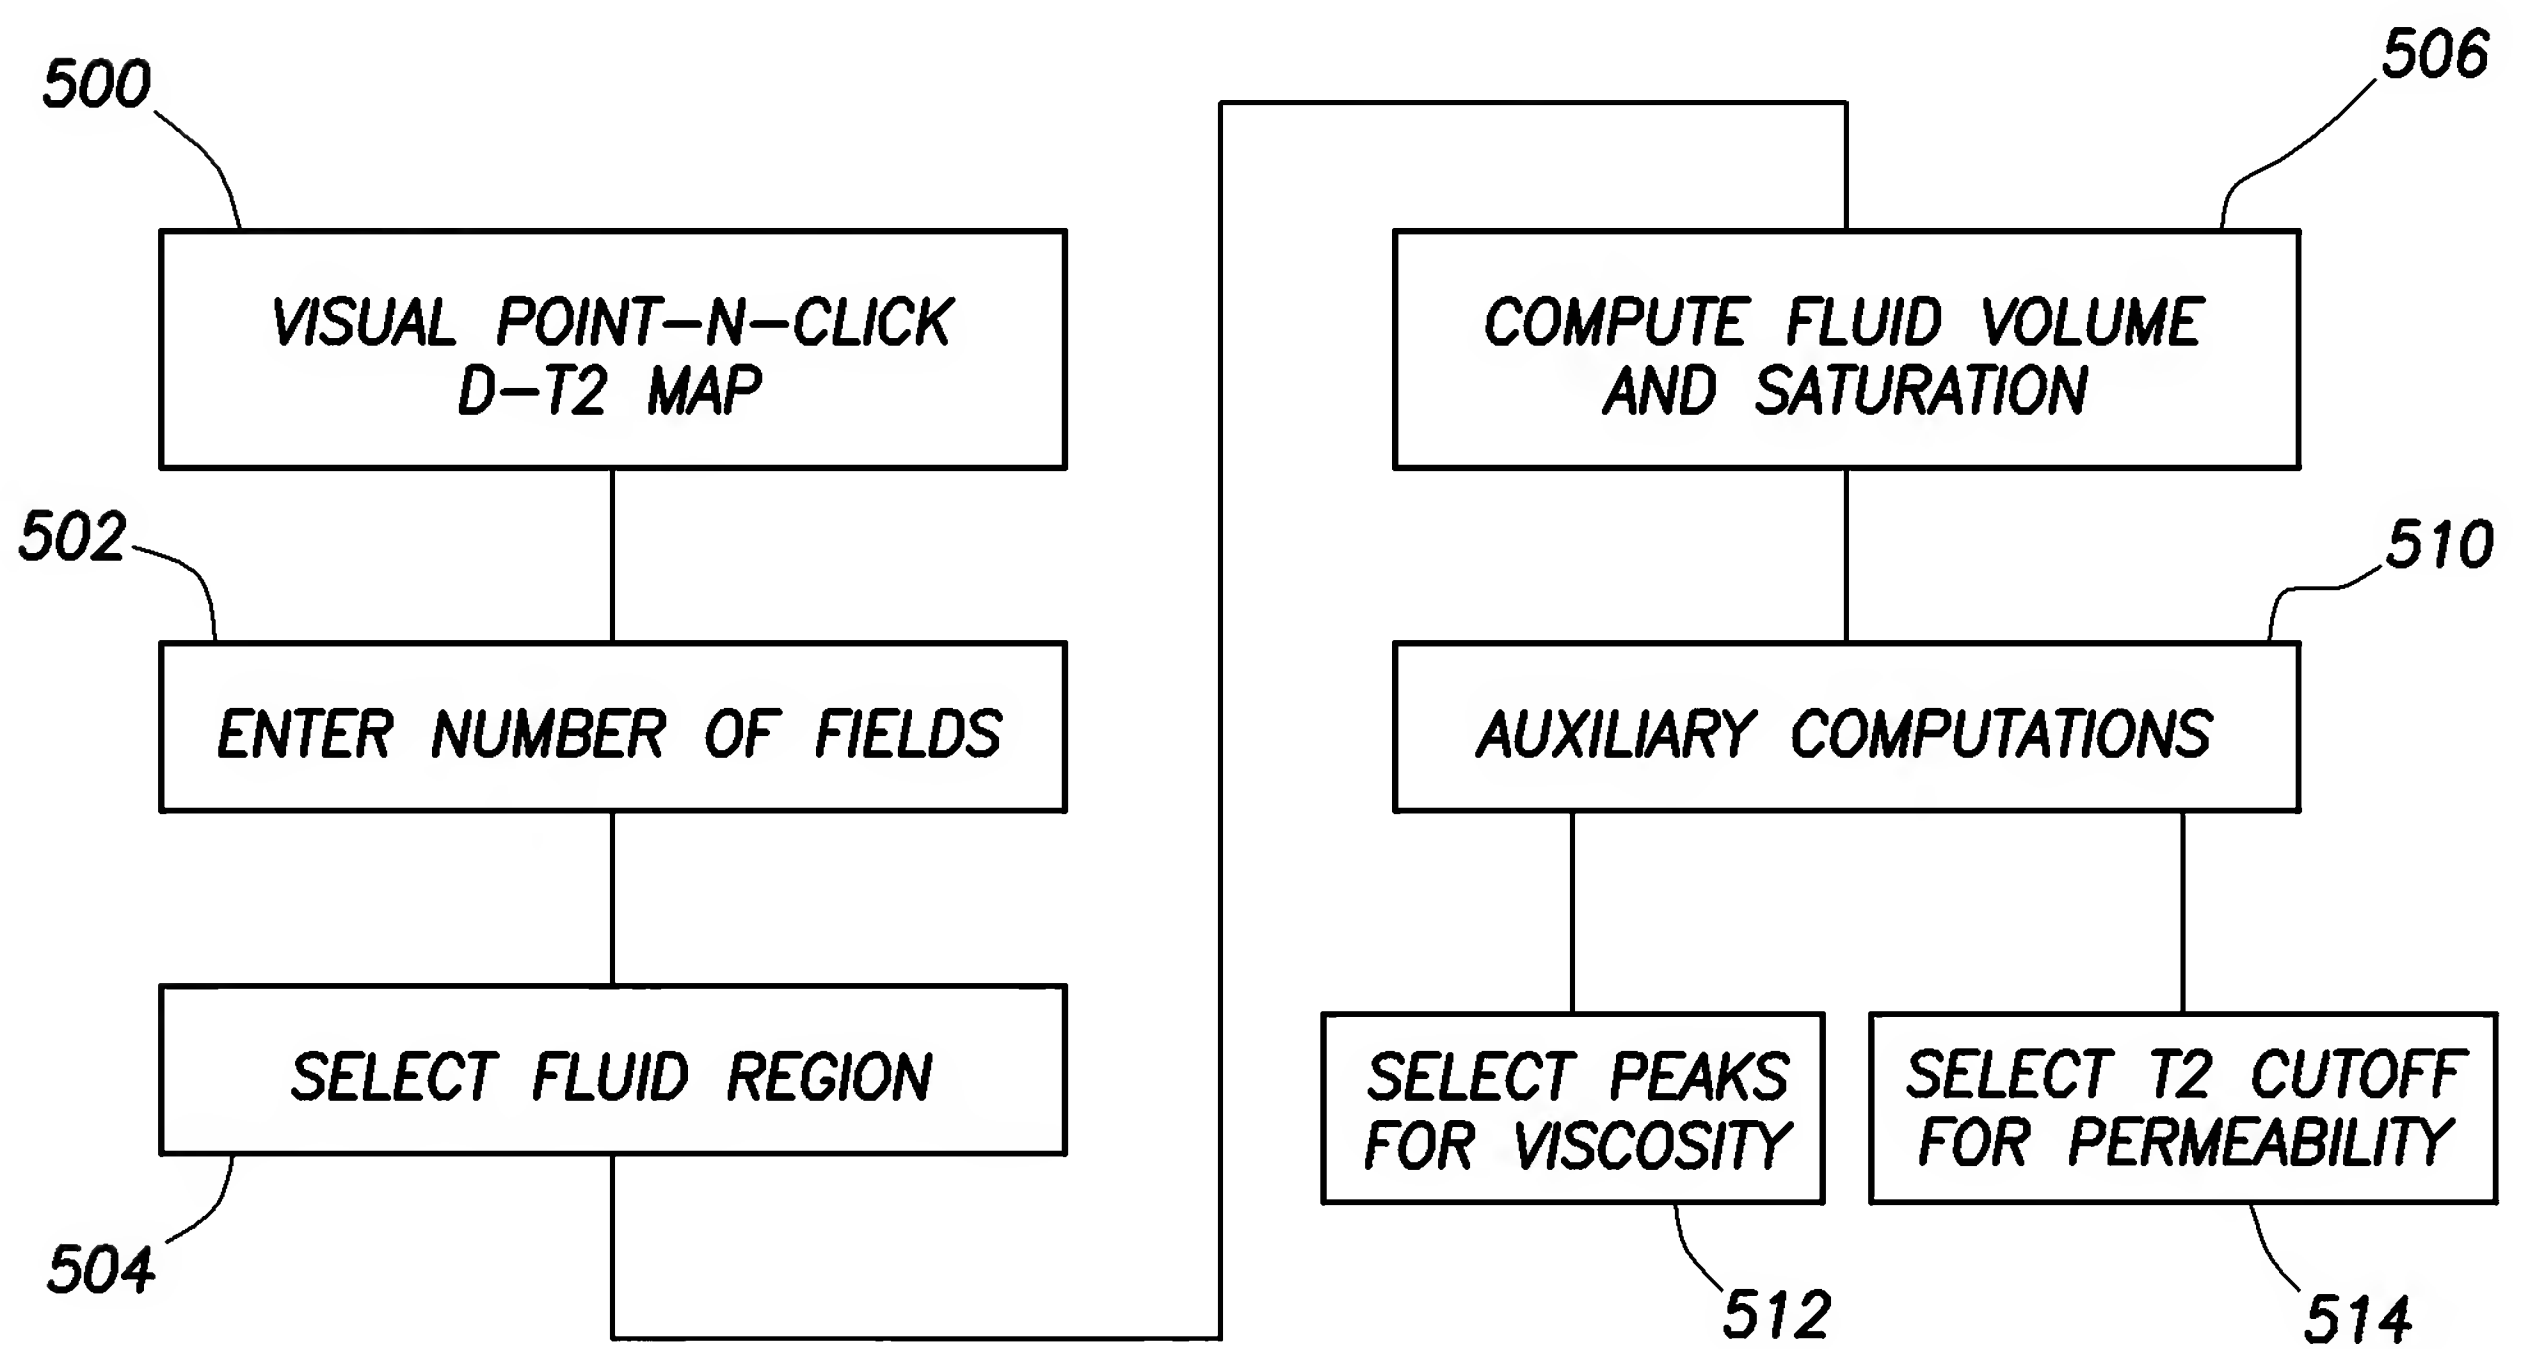 500
VISUAL POINT-N-CLICK
D-T2 MAP
502
ENTER NUMBER OF FIELDS
SELECT FLUID REGION
504
506
COMPUTE FLUID VOLUME
AND SATURATION
510
AUXILIARY COMPUTATIONS
SELECT PEAKS
FOR VISCOSITY
512
SELECT T2 CUTOFF
FOR PERMEABILITY
514